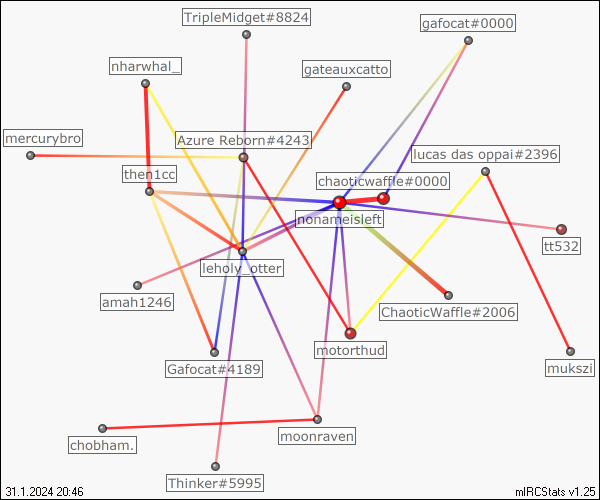 TripleMidget#8824
gafocat#0000
nharwhal_
gateauxcatto
mercurybro
Azure Reborn#4243
lucas das oppai#2396
then1cc
chaoticwaffle#0000
nonameisleft
tt532
leholy_otter
amah1246
ChaoticWaffle#2006
motorthud
Gafocat#4189
mukszi
chobham.
moonraven
Thinker#5995
31.1.2024 20:46
mIRCStats v1.25